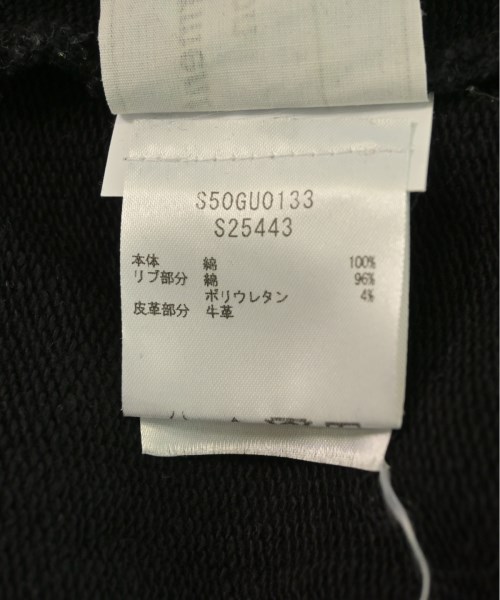 S50GU0133
S25443
本体 綿 100%
リブ部分 綿 96%
ポリウレタン 4%
皮革部分 牛革